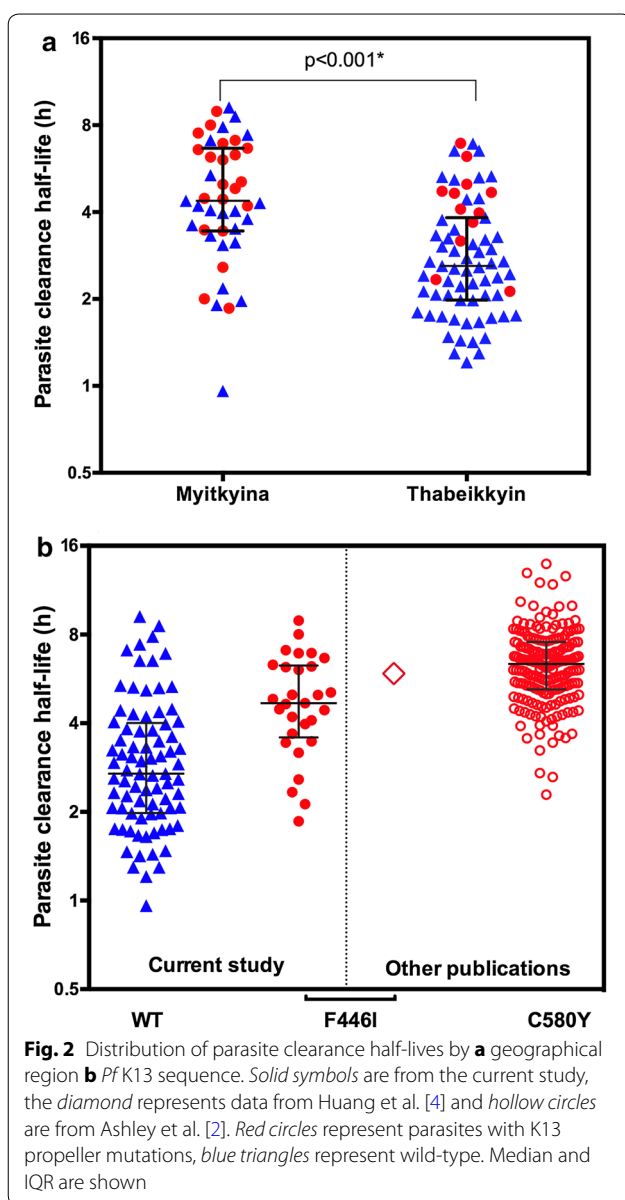 a
16
8
4
2
1
0.5
Parasite clearance half-life (h)
p<0.001*
Myitkyina
Thabeikkyin
b
16
8
4
2
1
0.5
Parasite clearance half-life (h)
Current study
Other publications
WT
F446I
C580Y
Fig. 2 Distribution of parasite clearance half-lives by a geographical
region b Pf K13 sequence. Solid symbols are from the current study,
the diamond represents data from Huang et al. [4] and hollow circles
are from Ashley et al. [2]. Red circles represent parasites with K13
propeller mutations, blue triangles represent wild-type. Median and
IQR are shown